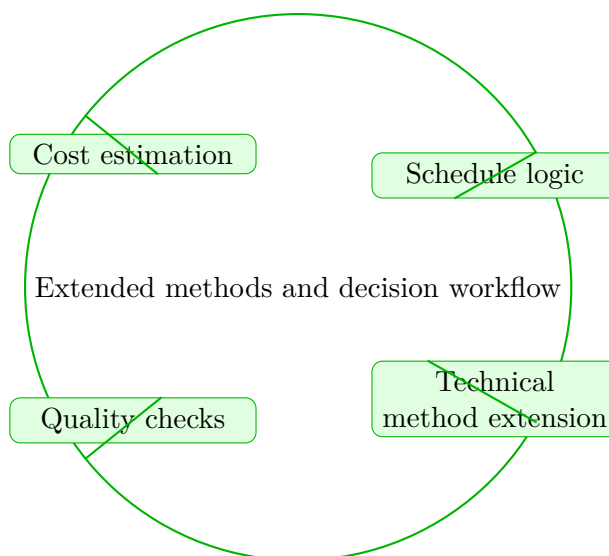 Cost estimation
Schedule logic
Extended methods and decision workflow
Technical
method extension
Quality checks